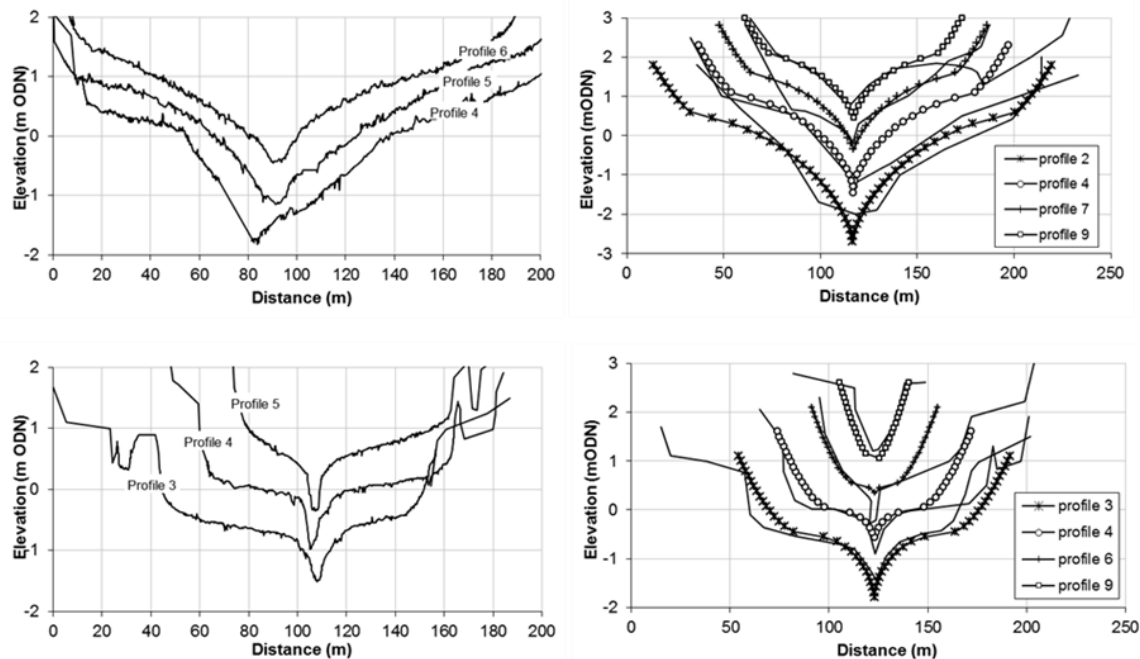 Elevation (m ODN)
2
1
0
-1
-2
Profile 6
Profile 5
Profile 4
0 20 40 60 80 100 120 140 160 180 200
Distance (m)
Elevation (mODN)
3
2
1
0
-1
-2
-3
profile 2
profile 4
profile 7
profile 9
0 50 100 150 200 250
Distance (m)
Elevation (m ODN)
2
1
0
-1
-2
Profile 5
Profile 4
Profile 3
0 20 40 60 80 100 120 140 160 180 200
Distance (m)
Elevation (mODN)
3
2
1
0
-1
-2
profile 3
profile 4
profile 6
profile 9
0 50 100 150 200 250
Distance (m)